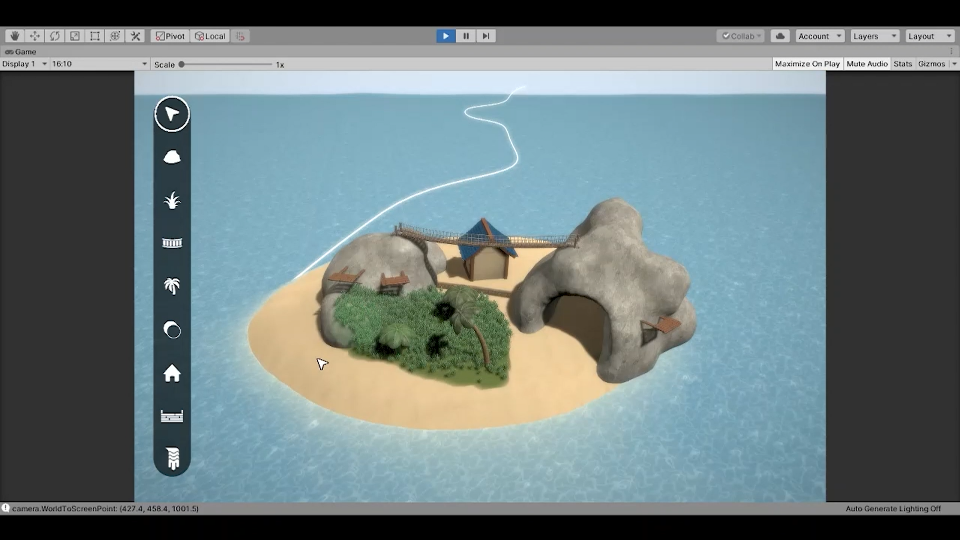 Pivot Local Collab Account Layers Layout
Game
Display 1 16:10 Scale 1x Maximize On Play Mute Audio Stats Gizmos
camera.WorldToScreenPoint: (427.4, 458.4, 1001.5) Auto Generate Lighting Off